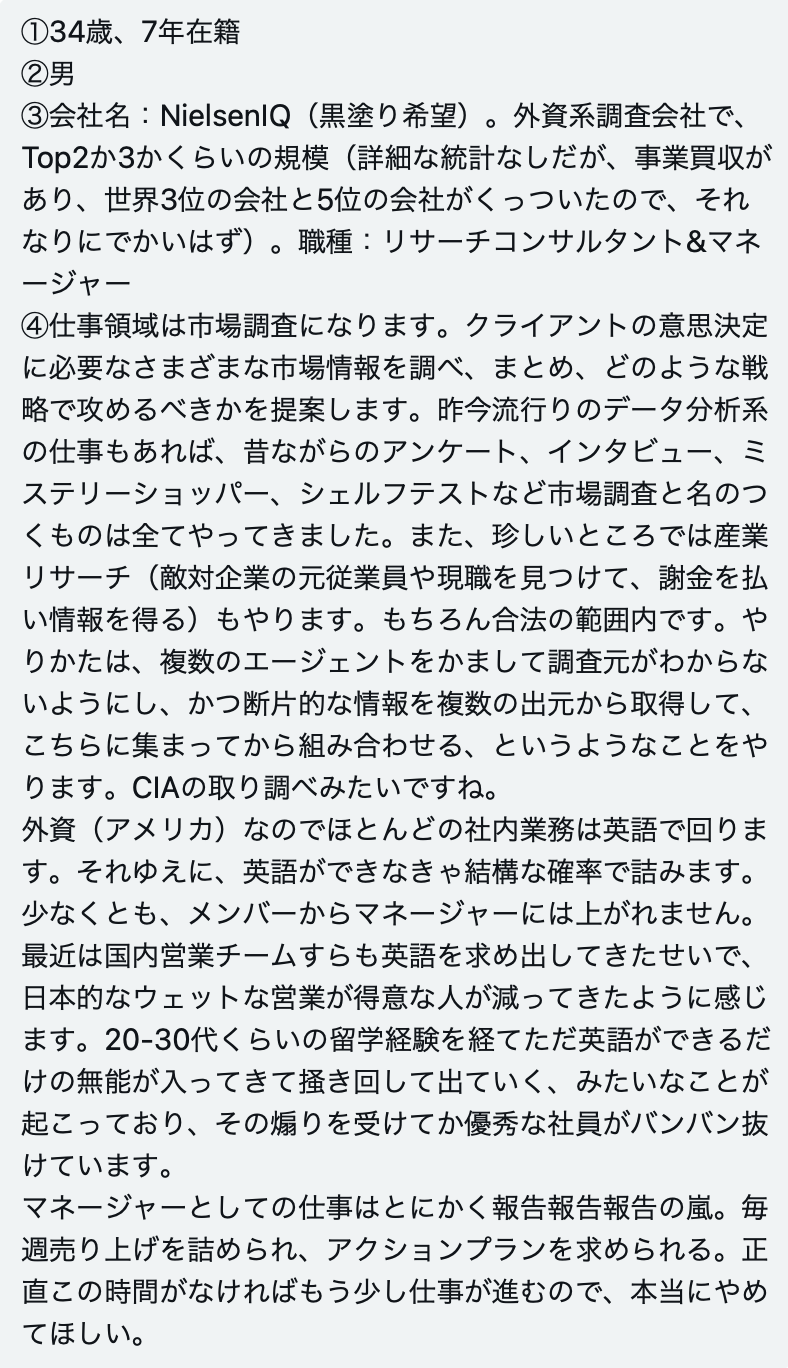 ①34歳、7年在籍
②男
③会社名：NielsenIQ（黒塗り希望）。外資系調査会社で、
Top2か3かくらいの規模（詳細な統計なしだが、事業買収が
あり、世界3位の会社と5位の会社がくっついたので、それ
なりにでかいはず）。職種：リサーチコンサルタント&マネ
ージャー
④仕事領域は市場調査になります。クライアントの意思決定
に必要なさまざまな市場情報を調べ、まとめ、どのような戦
略で攻めるべきかを提案します。昨今流行りのデータ分析系
の仕事もあれば、昔ながらのアンケート、インタビュー、ミ
ステリーショッパー、シェルフテストなど市場調査と名のつ
くものは全てやってきました。また、珍しいところでは産業
リサーチ（敵対企業の元従業員や現職を見つけて、謝金を払
い情報を得る）もやります。もちろん合法の範囲内です。や
りかたは、複数のエージェントをかまして調査元がわからな
いようにし、かつ断片的な情報を複数の出元から取得して、
こちらに集まってから組み合わせる、というようなことをや
ります。CIAの取り調べみたいですね。
外資（アメリカ）なのでほとんどの社内業務は英語で回りま
す。それゆえに、英語ができなきゃ結構な確率で詰みます。
少なくとも、メンバーからマネージャーには上がれません。
最近は国内営業チームすらも英語を求め出してきたせいで、
日本的なウェットな営業が得意な人が減ってきたように感じ
ます。20-30代くらいの留学経験を経てただ英語ができるだ
けの無能が入ってきて掻き回して出ていく、みたいなことが
起こっており、その煽りを受けてか優秀な社員がバンバン抜
けています。
マネージャーとしての仕事はとにかく報告報告報告の嵐。毎
週売り上げを詰められ、アクションプランを求められる。正
直この時間がなければもう少し仕事が進むので、本当にやめ
てほしい。